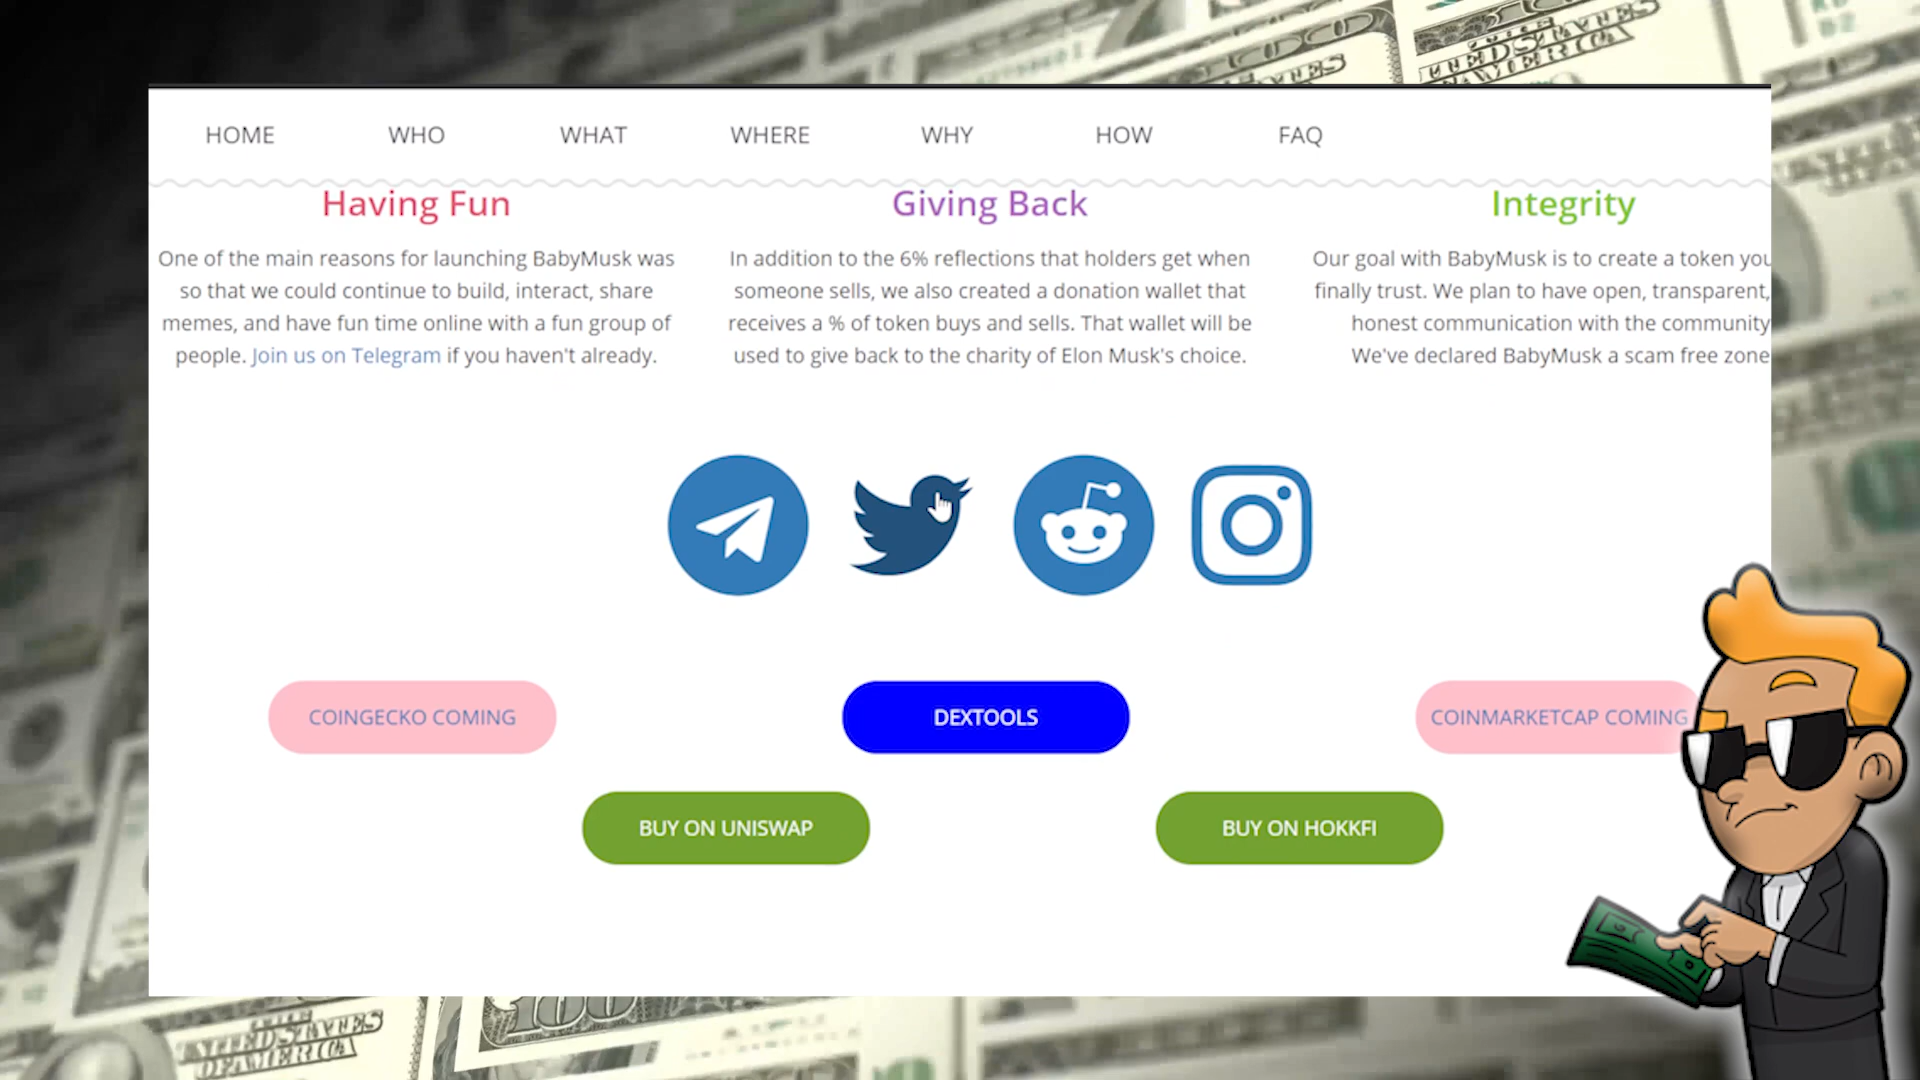 HOME WHO WHAT WHERE WHY HOW FAQ
Having Fun
One of the main reasons for launching BabyMusk was
so that we could continue to build, interact, share
memes, and have fun time online with a fun group of
people. Join us on Telegram if you haven't already.
Giving Back
In addition to the 6% reflections that holders get when
someone sells, we also created a donation wallet that
receives a % of token buys and sells. That wallet will be
used to give back to the charity of Elon Musk's choice.
Integrity
Our goal with BabyMusk is to create a token you
finally trust. We plan to have open, transparent,
honest communication with the community
We've declared BabyMusk a scam free zone
COINGECKO COMING
DEXTOOLS
COINMARKETCAP COMING
BUY ON UNISWAP
BUY ON HOKKFI
UNITED STATES
OF AMERICA
100